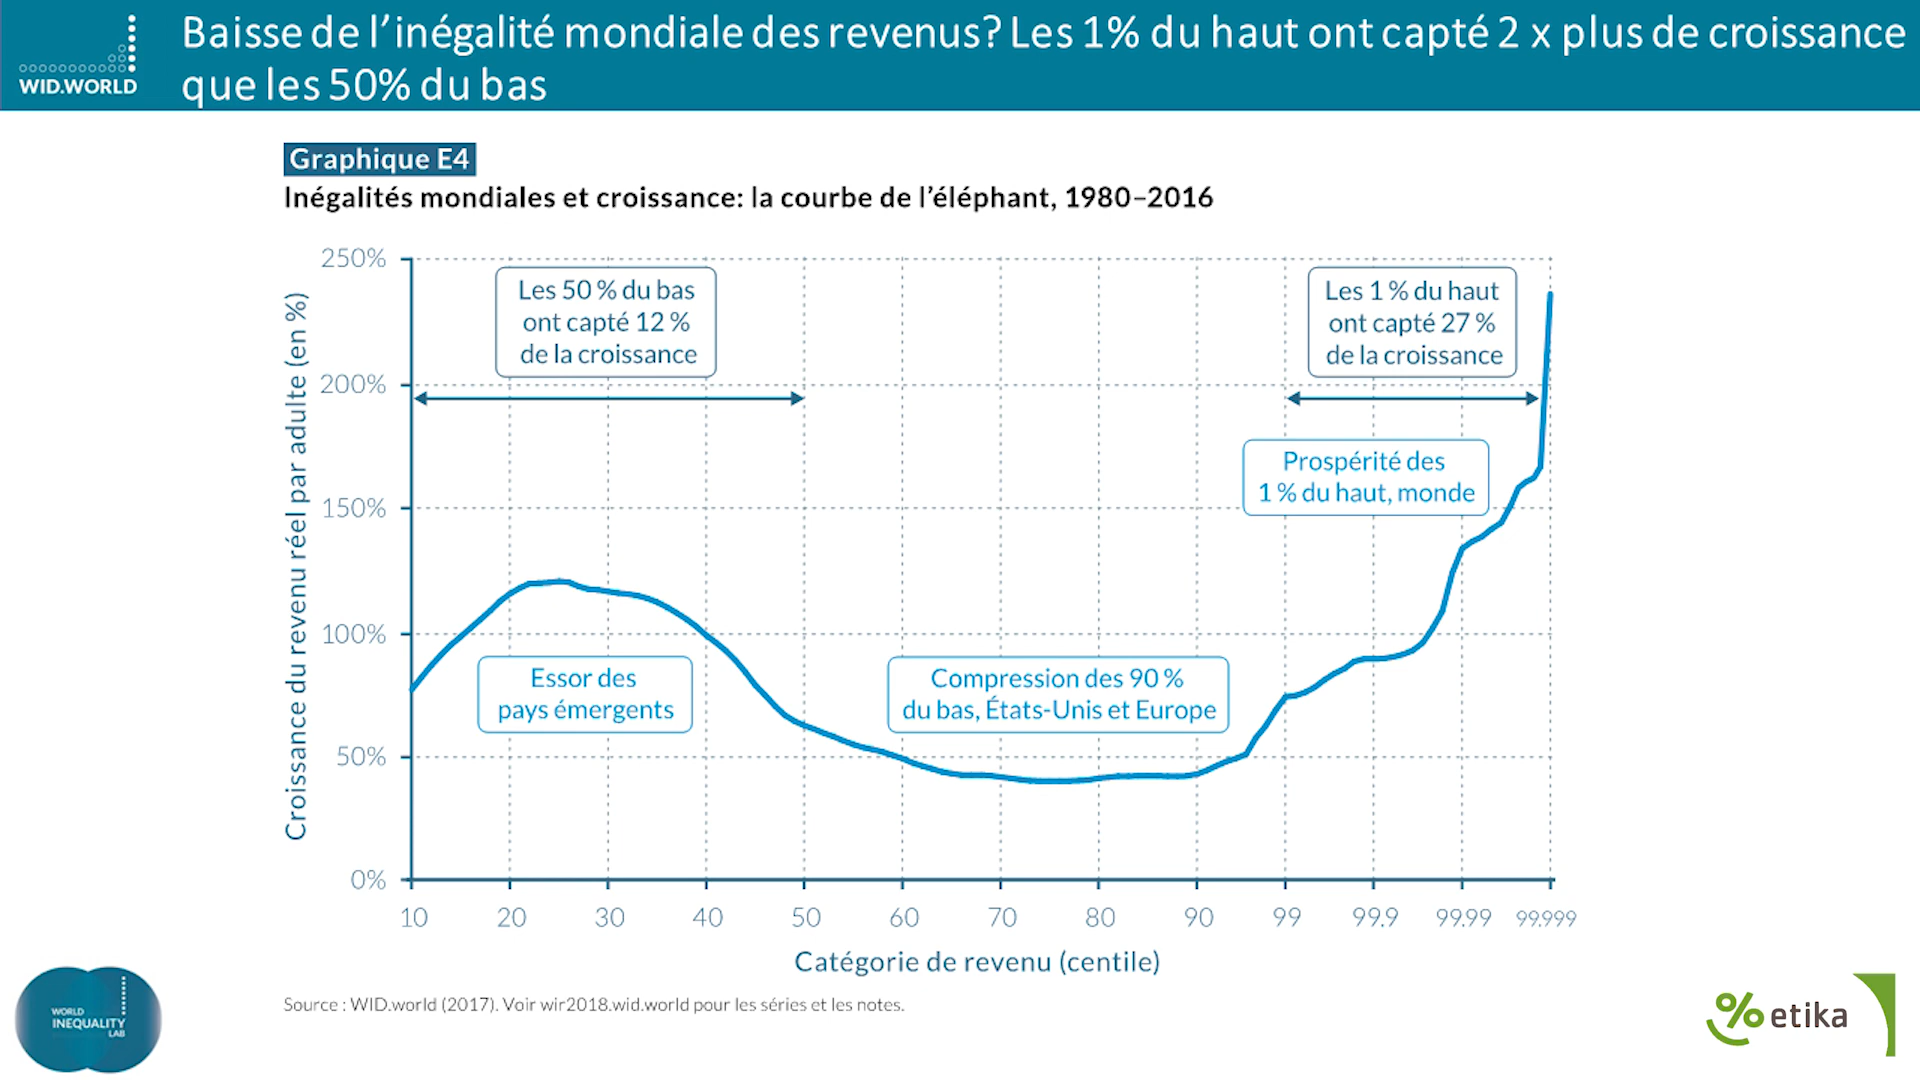 Baisse de l'inégalité mondiale des revenus? Les 1% du haut ont capté 2 x plus de croissance
que les 50% du bas
WID.WORLD
Graphique E4
Inégalités mondiales et croissance: la courbe de l'éléphant, 1980–2016
Croissance du revenu réel par adulte (en %)
250%
200%
150%
100%
50%
0%
Les 50 % du bas
ont capté 12 %
de la croissance
Les 1 % du haut
ont capté 27 %
de la croissance
Prospérité des
1 % du haut, monde
Essor des
pays émergents
Compression des 90 %
du bas, États-Unis et Europe
10 20 30 40 50 60 70 80 90 99 99.9 99.99 99.999
Catégorie de revenu (centile)
Source : WID.world (2017). Voir wir2018.wid.world pour les séries et les notes.
WORLD
INEQUALITY
LAB
% etika